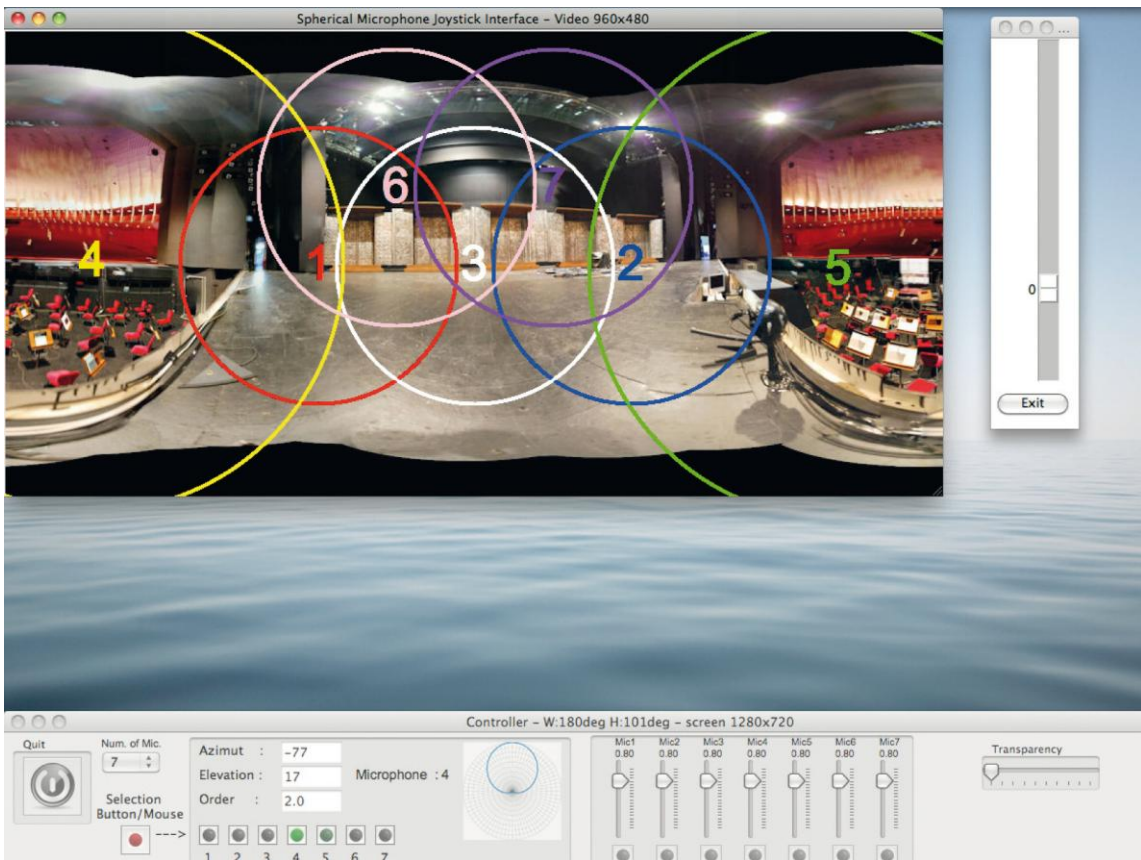 Spherical Microphone Joystick Interface – Video 960x480
...
6
7
4
1
3
2
5
0
Exit
Controller – W:180deg H:101deg – screen 1280x720
Quit
Num. of Mic.
7
Azimut : -77
Elevation : 17
Microphone : 4
Order : 2.0
Selection
Button/Mouse
--->
1 2 3 4 5 6 7
Mic1 Mic2 Mic3 Mic4 Mic5 Mic6 Mic7
0.80 0.80 0.80 0.80 0.80 0.80 0.80
Transparency